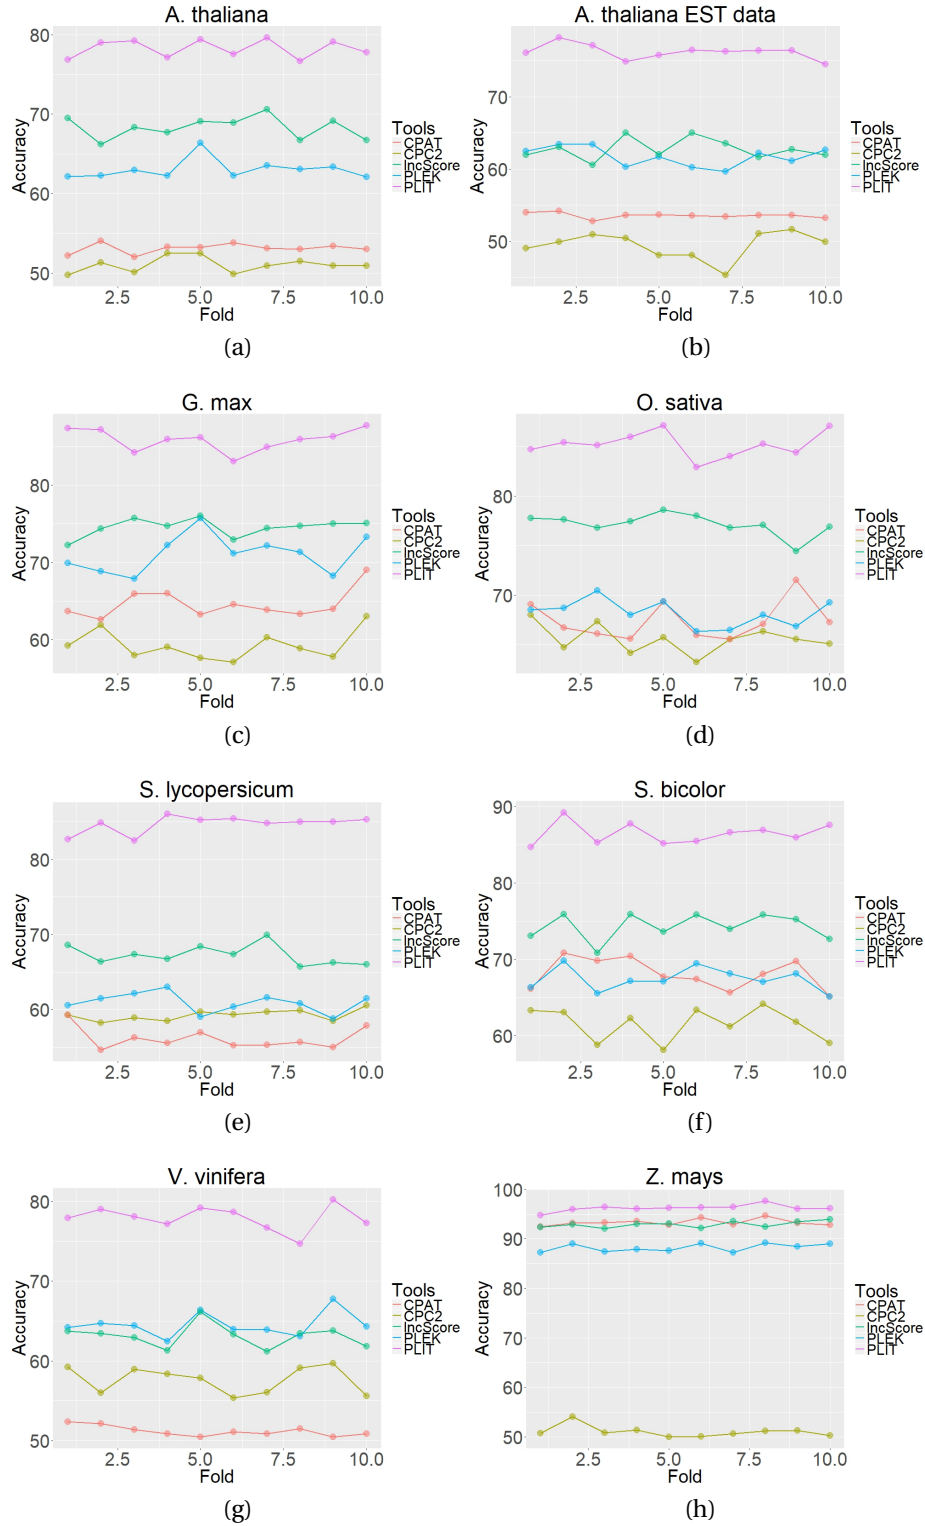 A. thaliana
80
70
60
50
Accuracy
2.5 5.0 7.5 10.0
Fold
Tools
CPAT
CPC2
lncScore
PLEK
PLIT
(a)
A. thaliana EST data
70
60
50
Accuracy
2.5 5.0 7.5 10.0
Fold
Tools
CPAT
CPC2
lncScore
PLEK
PLIT
(b)
G. max
80
70
60
Accuracy
2.5 5.0 7.5 10.0
Fold
Tools
CPAT
CPC2
lncScore
PLEK
PLIT
(c)
O. sativa
80
70
Accuracy
2.5 5.0 7.5 10.0
Fold
Tools
CPAT
CPC2
lncScore
PLEK
PLIT
(d)
S. lycopersicum
80
70
60
Accuracy
2.5 5.0 7.5 10.0
Fold
Tools
CPAT
CPC2
lncScore
PLEK
PLIT
(e)
S. bicolor
90
80
70
60
Accuracy
2.5 5.0 7.5 10.0
Fold
Tools
CPAT
CPC2
lncScore
PLEK
PLIT
(f)
V. vinifera
80
70
60
50
Accuracy
2.5 5.0 7.5 10.0
Fold
Tools
CPAT
CPC2
lncScore
PLEK
PLIT
(g)
Z. mays
100
90
80
70
60
50
Accuracy
2.5 5.0 7.5 10.0
Fold
Tools
CPAT
CPC2
lncScore
PLEK
PLIT
(h)